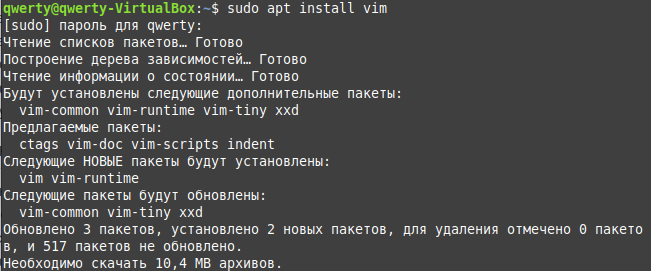 qwerty@qwerty-VirtualBox:~$ sudo apt install vim
[sudo] пароль для qwerty:
Чтение списков пакетов… Готово
Построение дерева зависимостей… Готово
Чтение информации о состоянии… Готово
Будут установлены следующие дополнительные пакеты:
  vim-common vim-runtime vim-tiny xxd
Предлагаемые пакеты:
  ctags vim-doc vim-scripts indent
Следующие НОВЫЕ пакеты будут установлены:
  vim vim-runtime
Следующие пакеты будут обновлены:
  vim-common vim-tiny xxd
Обновлено 3 пакетов, установлено 2 новых пакетов, для удаления отмечено 0 пакето
в, и 517 пакетов не обновлено.
Необходимо скачать 10,4 MB архивов.